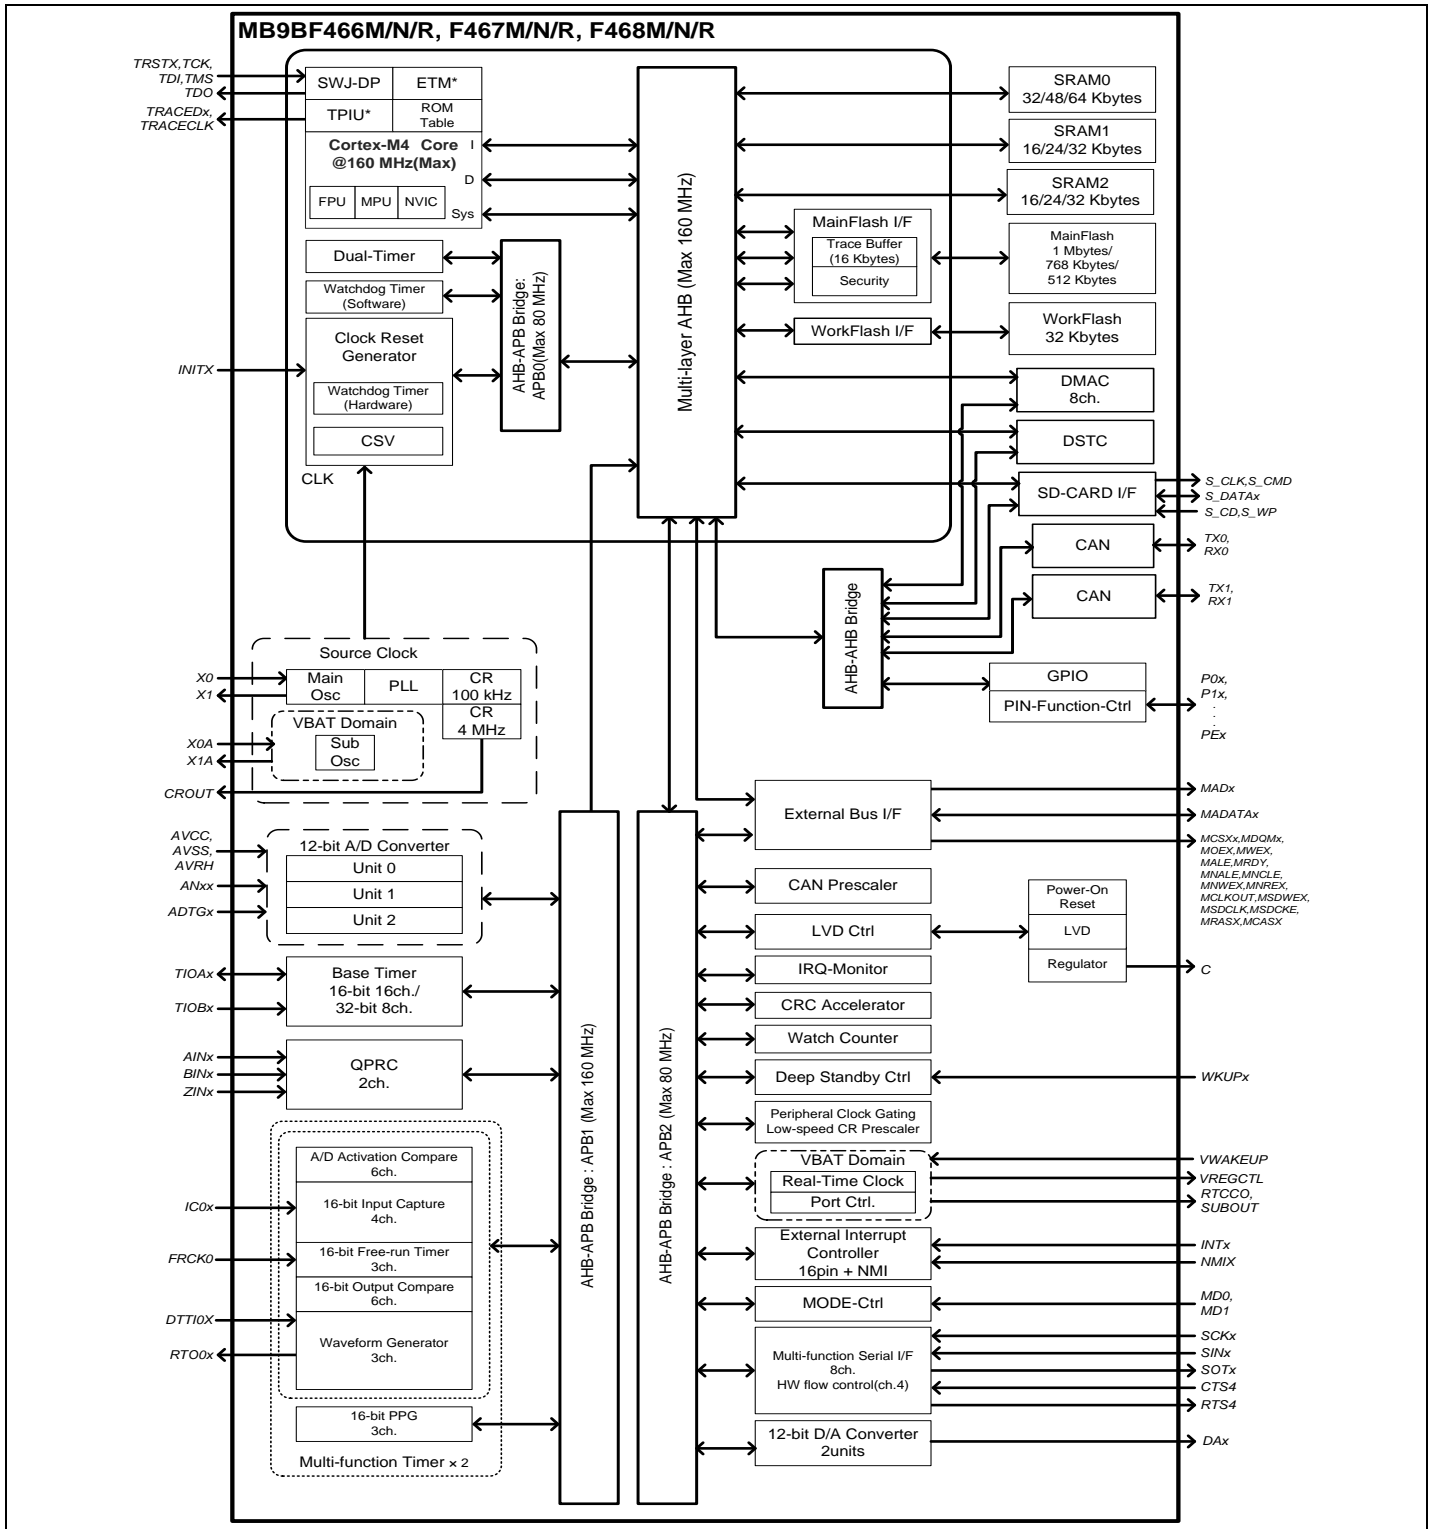 MB9BF466M/N/R, F467M/N/R, F468M/N/R
TRSTX,TCK,
TDI,TMS
TDO
TRACEDx,
TRACECLK
SWJ-DP
ETM*
TPIU*
ROM
Table
Cortex-M4 Core
@160 MHz(Max)
I
D
Sys
FPU
MPU
NVIC
Dual-Timer
Watchdog Timer
(Software)
Clock Reset
Generator
Watchdog Timer
(Hardware)
CSV
CLK
INITX
AHB-APB Bridge:
APB0(Max 80 MHz)
Multi-layer AHB (Max 160 MHz)
SRAM0
32/48/64 Kbytes
SRAM1
16/24/32 Kbytes
SRAM2
16/24/32 Kbytes
MainFlash I/F
Trace Buffer
(16 Kbytes)
Security
MainFlash
1 Mbytes/
768 Kbytes/
512 Kbytes
WorkFlash I/F
WorkFlash
32 Kbytes
DMAC
8ch.
DSTC
SD-CARD I/F
S_CLK,S_CMD
S_DATAx
S_CD,S_WP
CAN
TX0,
RX0
CAN
TX1,
RX1
AHB-AHB Bridge
GPIO
PIN-Function-Ctrl
P0x,
P1x,
.
.
PEx
Source Clock
X0
X1
Main
Osc
PLL
CR
100 kHz
CR
4 MHz
VBAT Domain
Sub
Osc
X0A
X1A
CROUT
AVCC,
AVSS,
AVRH
ANxx
ADTGx
12-bit A/D Converter
Unit 0
Unit 1
Unit 2
TIOAx
TIOBx
Base Timer
16-bit 16ch./
32-bit 8ch.
AINx
BINx
ZINx
QPRC
2ch.
A/D Activation Compare
6ch.
IC0x
16-bit Input Capture
4ch.
FRCK0
16-bit Free-run Timer
3ch.
16-bit Output Compare
6ch.
DTTI0X
RTO0x
Waveform Generator
3ch.
16-bit PPG
3ch.
Multi-function Timer × 2
AHB-APB Bridge : APB1 (Max 160 MHz)
AHB-APB Bridge : APB2 (Max 80 MHz)
External Bus I/F
MADx
MADATAx
MCSXx,MDQMx,
MOEX,MWEX,
MALE,MRDY,
MNALE,MNCLE,
MNWEX,MNREX,
MCLKOUT,MSDWEX,
MSDCLK,MSDCKE,
MRASX,MCASX
CAN Prescaler
LVD Ctrl
Power-On
Reset
LVD
Regulator
C
IRQ-Monitor
CRC Accelerator
Watch Counter
Deep Standby Ctrl
WKUPx
Peripheral Clock Gating
Low-speed CR Prescaler
VBAT Domain
Real-Time Clock
Port Ctrl.
VWAKEUP
VREGCTL
RTCCO,
SUBOUT
External Interrupt
Controller
16pin + NMI
INTx
NMIX
MODE-Ctrl
MD0,
MD1
Multi-function Serial I/F
8ch.
HW flow control(ch.4)
SCKx
SINx
SOTx
CTS4
RTS4
12-bit D/A Converter
2units
DAx